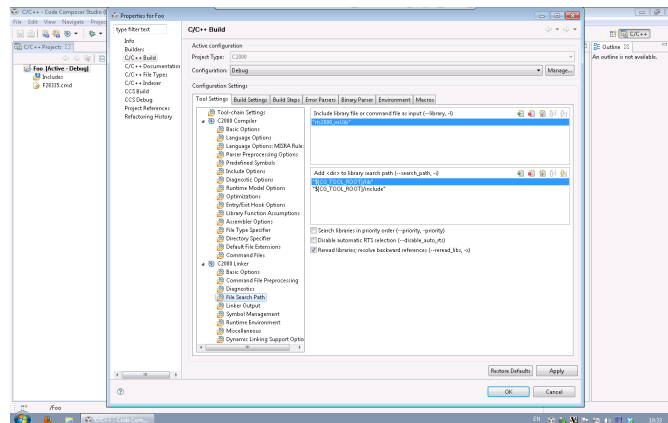 C/C++ - Code Composer Studio (
File Edit View Navigate Projec
C/C++
C/C++ Projects
Foo [Active - Debug]
Includes
F28335.cmd
Outline
An outline is not available.
Properties for Foo
type filter text
Info
Builders
C/C++ Build
C/C++ Documentation
C/C++ File Types
C/C++ Indexer
CCS Build
CCS Debug
Project References
Refactoring History
C/C++ Build
Active configuration
Project Type: C2000
Configuration: Debug
Manage...
Configuration Settings
Tool Settings Build Settings Build Steps Error Parsers Binary Parser Environment Macros
Tool-chain Settings
C2000 Compiler
Basic Options
Language Options
Language Options: MISRA Rule
Parser Preprocessing Options
Predefined Symbols
Include Options
Diagnostic Options
Runtime Model Options
Optimizations
Entry/Exit Hook Options
Library Function Assumptions
Assembler Options
File Type Specifier
Directory Specifier
Default File Extensions
Command Files
C2000 Linker
Basic Options
Command File Preprocessing
Diagnostics
File Search Path
Linker Output
Symbol Management
Runtime Environment
Miscellaneous
Dynamic Linking Support Optio
Include library file or command file as input (--library, -l)
Add <dir> to library search path (--search_path, -i)
"${CG_TOOL_ROOT}/lib"
"${CG_TOOL_ROOT}/include"
Search libraries in priority order (--priority, -priority)
Disable automatic RTS selection (--disable_auto_rts)
Reread libraries; resolve backward references (--reread_libs, -x)
Restore Defaults Apply
OK Cancel
/Foo
C/C++ - Code Com...
EN
10:33